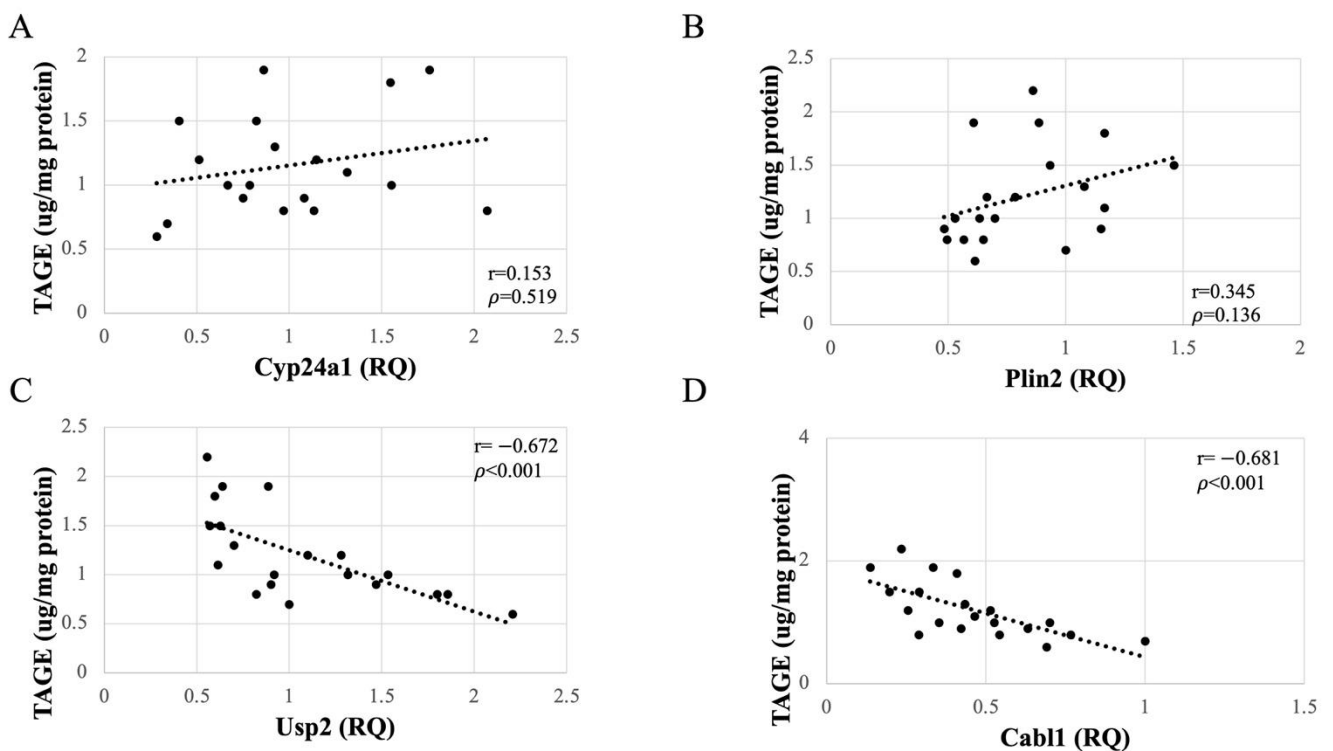 A
TAGE (ug/mg protein)
2
1.5
1
0.5
0
0.5
1
1.5
2
2.5
r=0.153
ρ=0.519
Cyp24a1 (RQ)
B
TAGE (ug/mg protein)
2.5
2
1.5
1
0.5
0
0
0.5
1
1.5
2
r=0.345
ρ=0.136
Plin2 (RQ)
C
TAGE (ug/mg protein)
2.5
2
1.5
1
0.5
0
0
0.5
1
1.5
2
2.5
r= −0.672
ρ<0.001
Usp2 (RQ)
D
TAGE (ug/mg protein)
4
2
0
0
0.5
1
1.5
r= −0.681
ρ<0.001
Cabl1 (RQ)